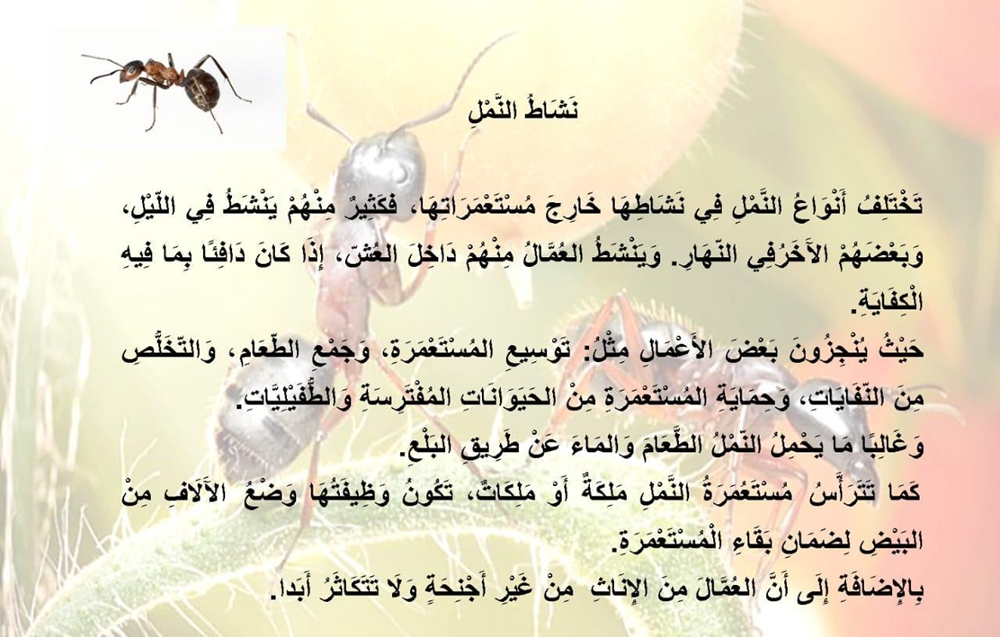 نَشَاطُ النَّمْلِ
تَخْتَلِفُ أَنْوَاعُ النَّمْلِ فِي نَشَاطِهَا خَارِجَ مُسْتَعْمَرَاتِهَا، فَكَثِيرٌ مِنْهُمْ يَنْشَطُ فِي اللّيْلِ،
وَبَعْضَهُمْ الآخَرُفِي النّهَارِ. وَيَنْشَطُ العُمَّالُ مِنْهُمْ دَاخِلَ العُشّ، إِذَا كَانَ دَافِئًا بِمَا فِيهِ
الْكِفَايَةِ.
حَيْثُ يُنْجِزُونَ بَعْضَ الأَعْمَالِ مِثْلُ: تَوْسِيعِ المُسْتَعْمَرَةِ، وَجَمْعِ الطّعَامِ، وَالتّخَلُّصِ
مِنَ النّفَايَاتِ، وَحِمَايَةِ المُسْتَعْمَرَةِ مِنْ الحَيَوَانَاتِ المُفْتَرِسَةِ وَالطُّفَيْلِيَّاتِ.
وَغَالِبًا مَا يَحْمِلُ النّمْلُ الطَّعَامَ وَالمَاءَ عَنْ طَرِيقِ البَلْعِ.
كَمَا تَتَرَأَّسُ مُسْتَعُمَرَةُ النَّمْلِ مَلِكَةٌ أَوْ مَلِكَاتٌ، تَكُونُ وَظِيفَتُهَا وَضْعُ الآلَافِ مِنْ
البَيْضِ لِضَمَانِ بَقَاءِ الْمُسْتَعْمَرَةِ.
بِالإِضَافَةِ إِلَى أَنَّ العُمَّالَ مِنَ الإِنَاثِ مِنْ غَيْرِ أَجْنِحَةٍ وَلَا تَتَكَاثَرُ أَبَدا.